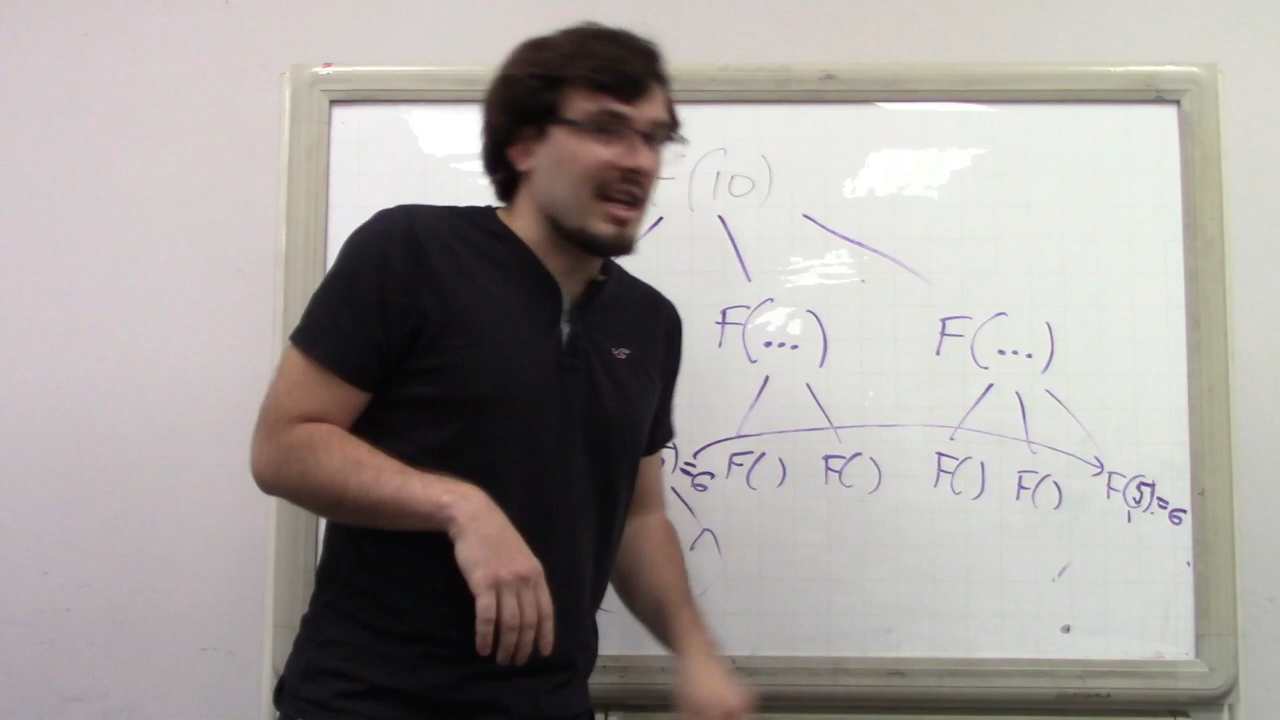 F(10)
F(...) F(...)
)=6 F( ) F( ) F( ) F( ) F(5)=6